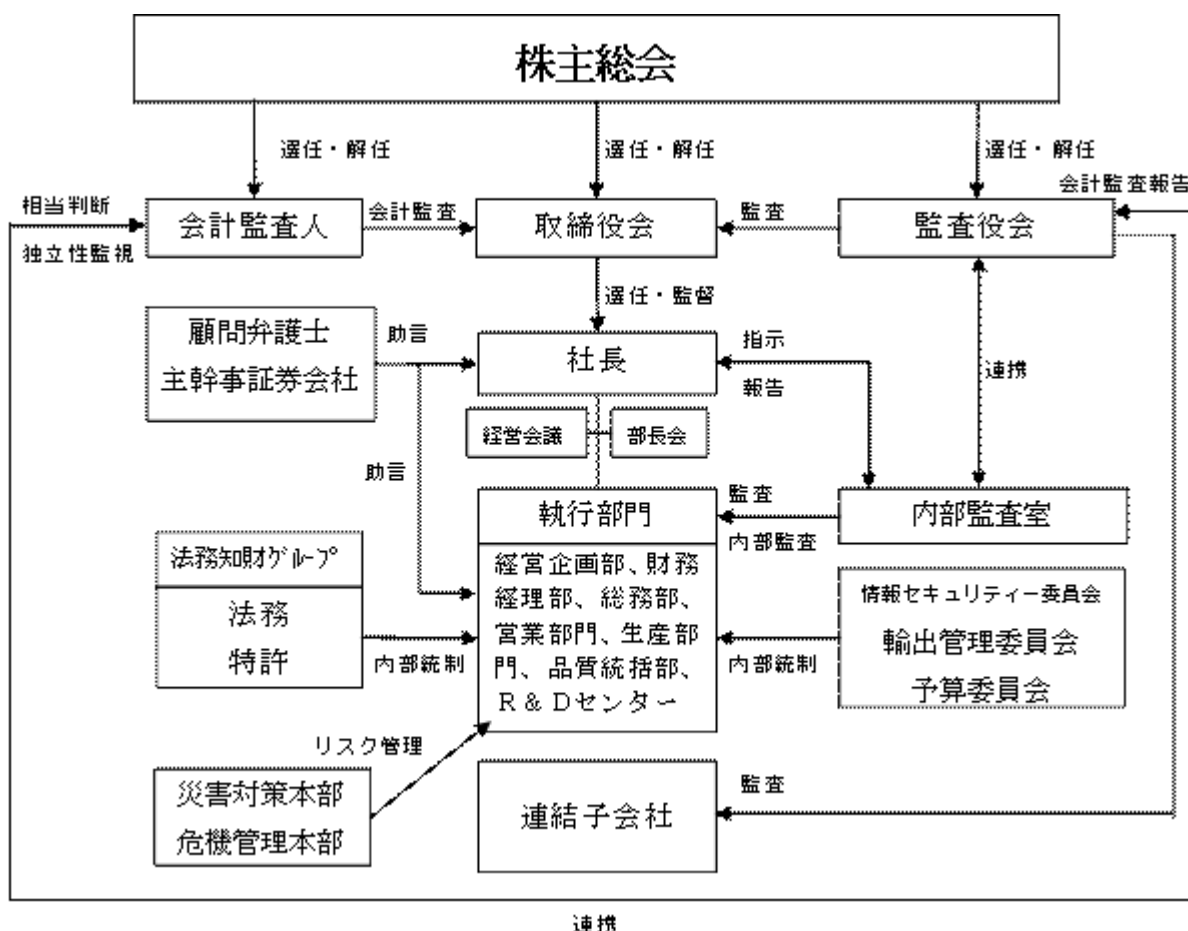 株主総会
選任・解任
選任・解任
選任・解任
会計監査報告
相当判断
独立性監視
会計監査人
会計監査
取締役会
監査
監査役会
選任・監督
顧問弁護士
主幹事証券会社
助言
社長
指示
報告
連携
経営会議
部長会
助言
執行部門
監査
内部監査
内部監査室
法務知財グループ
法務
特許
内部統制
経営企画部、財務
経理部、総務部、
営業部門、生産部
門、品質統括部、
R&Dセンター
内部統制
情報セキュリティー委員会
輸出管理委員会
予算委員会
リスク管理
災害対策本部
危機管理本部
連結子会社
監査
連携